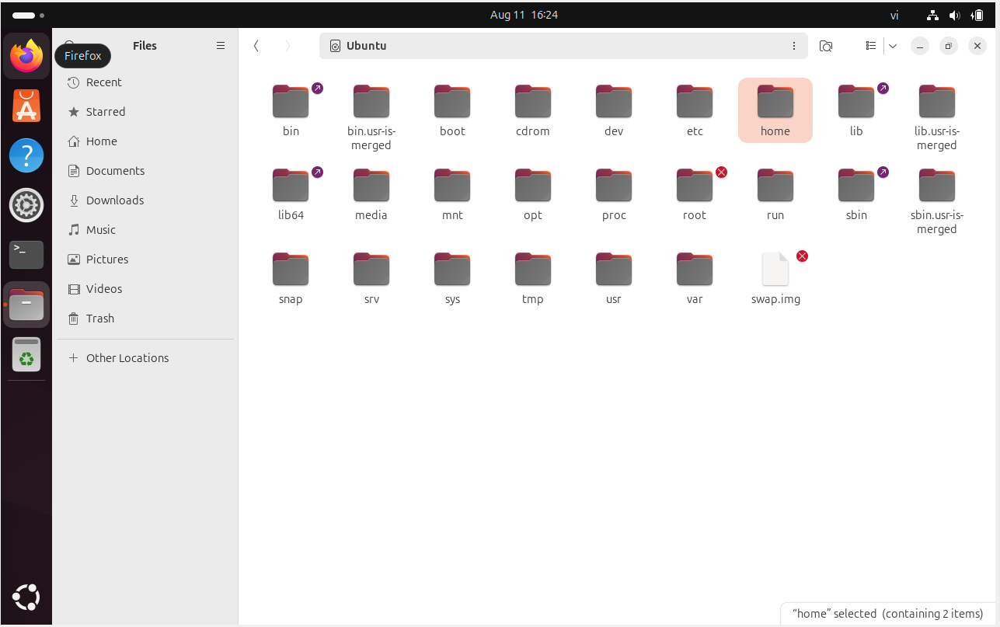 Aug 11 16:24
vi
Files
Ubuntu
Firefox
Recent
Starred
Home
Documents
Downloads
Music
Pictures
Videos
Trash
Other Locations
bin
bin.usr-is-
merged
boot
cdrom
dev
etc
home
lib
lib.usr-is-
merged
lib64
media
mnt
opt
proc
root
run
sbin
sbin.usr-is-
merged
snap
srv
sys
tmp
usr
var
swap.img
“home” selected (containing 2 items)